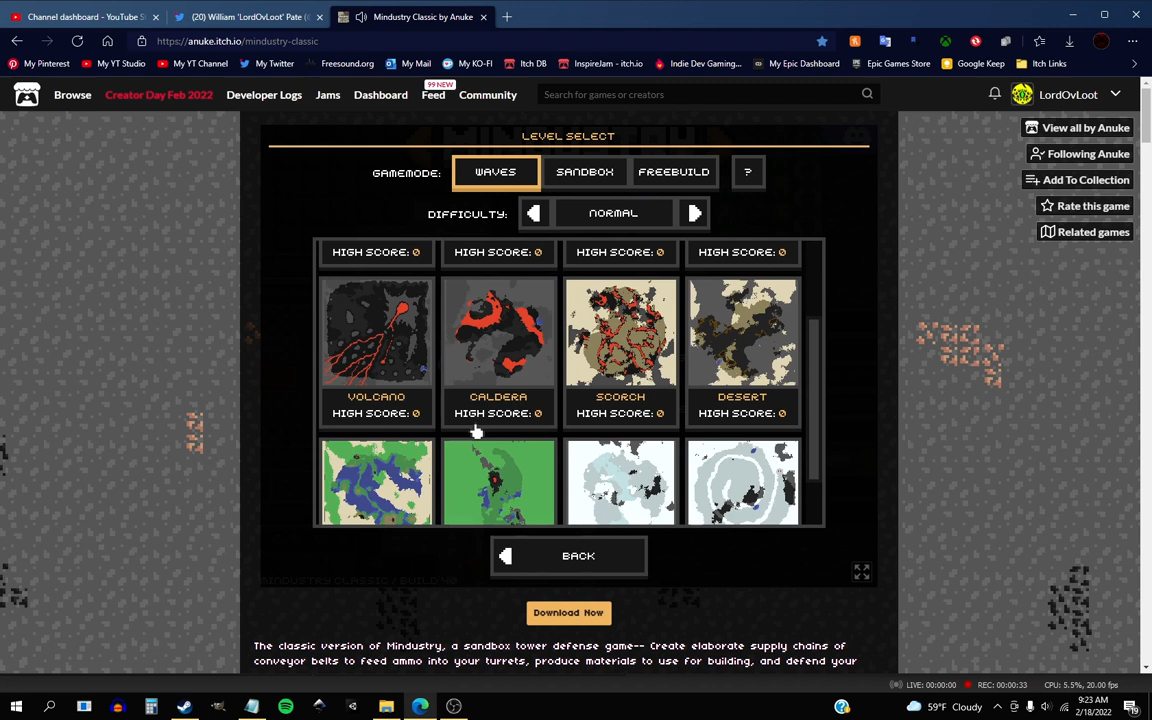 Channel dashboard - YouTube S
(20) William 'LordOvLoot' Pate (
Mindustry Classic by Anuke
https://anuke.itch.io/mindustry-classic
My Pinterest
My YT Studio
My YT Channel
My Twitter
Freesound.org
My Mail
My KO-FI
Itch DB
InspireJam - itch.io
Indie Dev Gaming...
My Epic Dashboard
Epic Games Store
Google Keep
Itch Links
Browse
Creator Day Feb 2022
Developer Logs
Jams
Dashboard
99 NEW
Feed
Community
Search for games or creators
LordOvLoot
View all by Anuke
Following Anuke
Add To Collection
Rate this game
Related games
MINDUSTRY
LEVEL SELECT
GAMEMODE:
WAVES
SANDBOX
FREEBUILD
?
DIFFICULTY:
NORMAL
HIGH SCORE: 0
HIGH SCORE: 0
HIGH SCORE: 0
HIGH SCORE: 0
VOLCANO
HIGH SCORE: 0
CALDERA
HIGH SCORE: 0
SCORCH
HIGH SCORE: 0
DESERT
HIGH SCORE: 0
BACK
MINDUSTRY CLASSIC / BUILD 40
Download Now
The classic version of Mindustry, a sandbox tower defense game-- Create elaborate supply chains of
conveyor belts to feed ammo into your turrets, produce materials to use for building, and defend your
LIVE: 00:00:00
REC: 00:00:33
CPU: 5.5%, 20.00 fps
59°F Cloudy
9:23 AM
2/18/2022
19